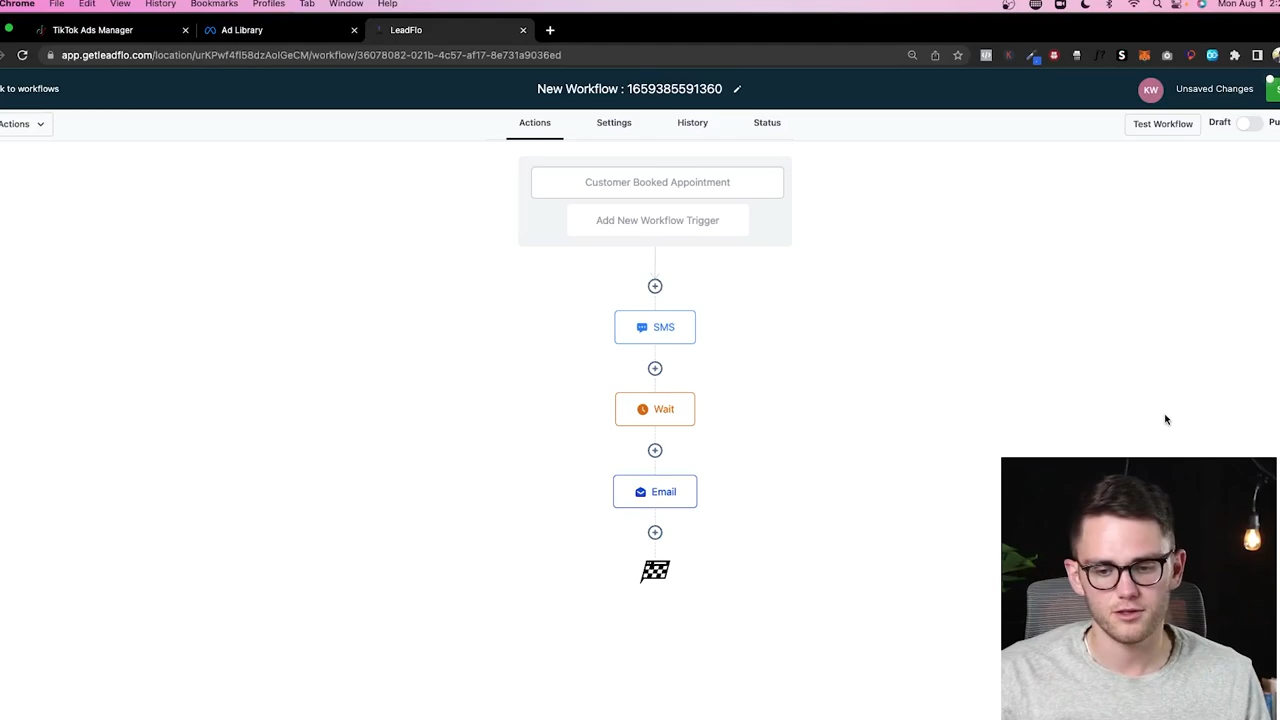 Chrome File Edit View History Bookmarks Profiles Tab Window Help
Mon Aug 1
TikTok Ads Manager
Ad Library
LeadFlo
app.getleadflo.com/location/urKPwf4fl58dzAolGeCM/workflow/36078082-021b-4c57-af17-8e731a9036ed
k to workflows
New Workflow : 1659385591360
KW
Unsaved Changes
S
Actions
Actions
Settings
History
Status
Test Workflow
Draft
Pu
Customer Booked Appointment
Add New Workflow Trigger
SMS
Wait
Email